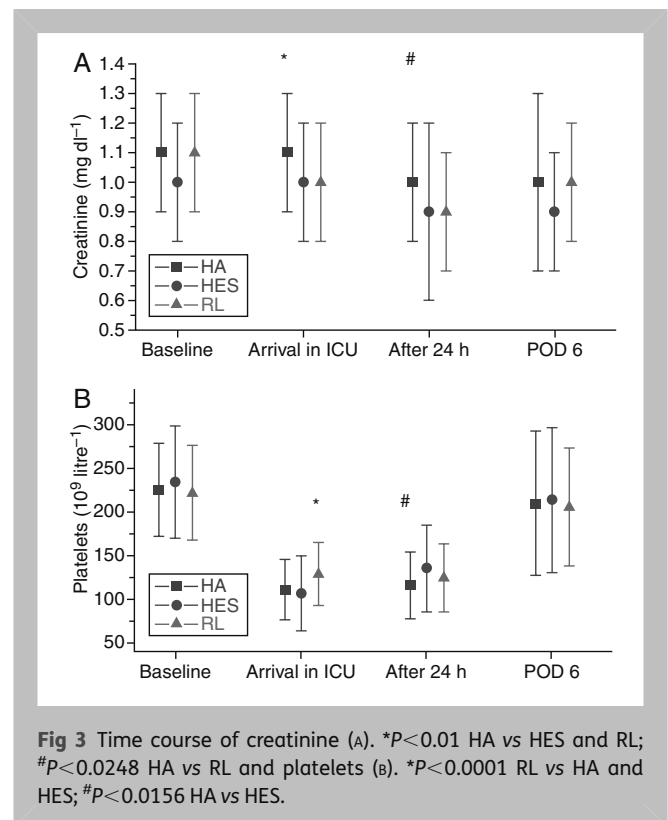 A
*
#
1.4
1.3
1.2
1.1
1.0
0.9
0.8
0.7
0.6
0.5
Creatinine (mg dl⁻¹)
HA
HES
RL
Baseline Arrival in ICU After 24 h POD 6
B
300
250
200
150
100
50
Platelets (10⁹ litre⁻¹)
*
#
HA
HES
RL
Baseline Arrival in ICU After 24 h POD 6
Fig 3 Time course of creatinine (A). *P<0.01 HA vs HES and RL;
#P<0.0248 HA vs RL and platelets (B). *P<0.0001 RL vs HA and
HES; #P<0.0156 HA vs HES.